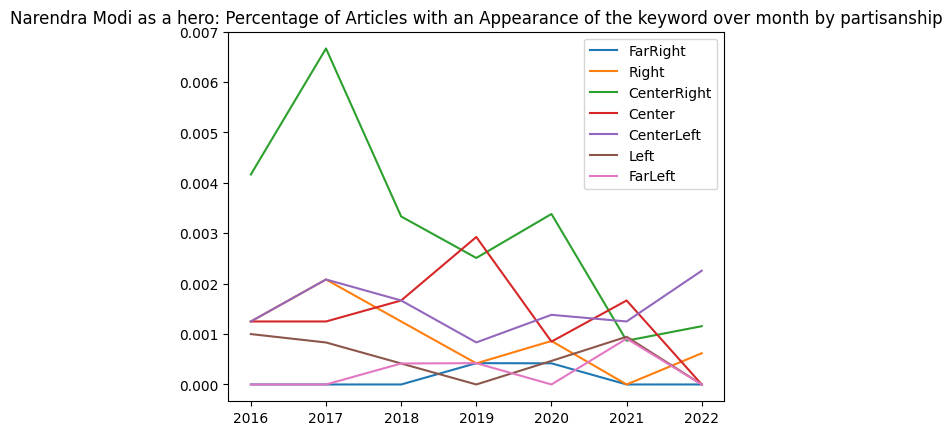 Narendra Modi as a hero: Percentage of Articles with an Appearance of the keyword over month by partisanship
0.007
0.006
0.005
0.004
0.003
0.002
0.001
0.000
FarRight
Right
CenterRight
Center
CenterLeft
Left
FarLeft
2016 2017 2018 2019 2020 2021 2022